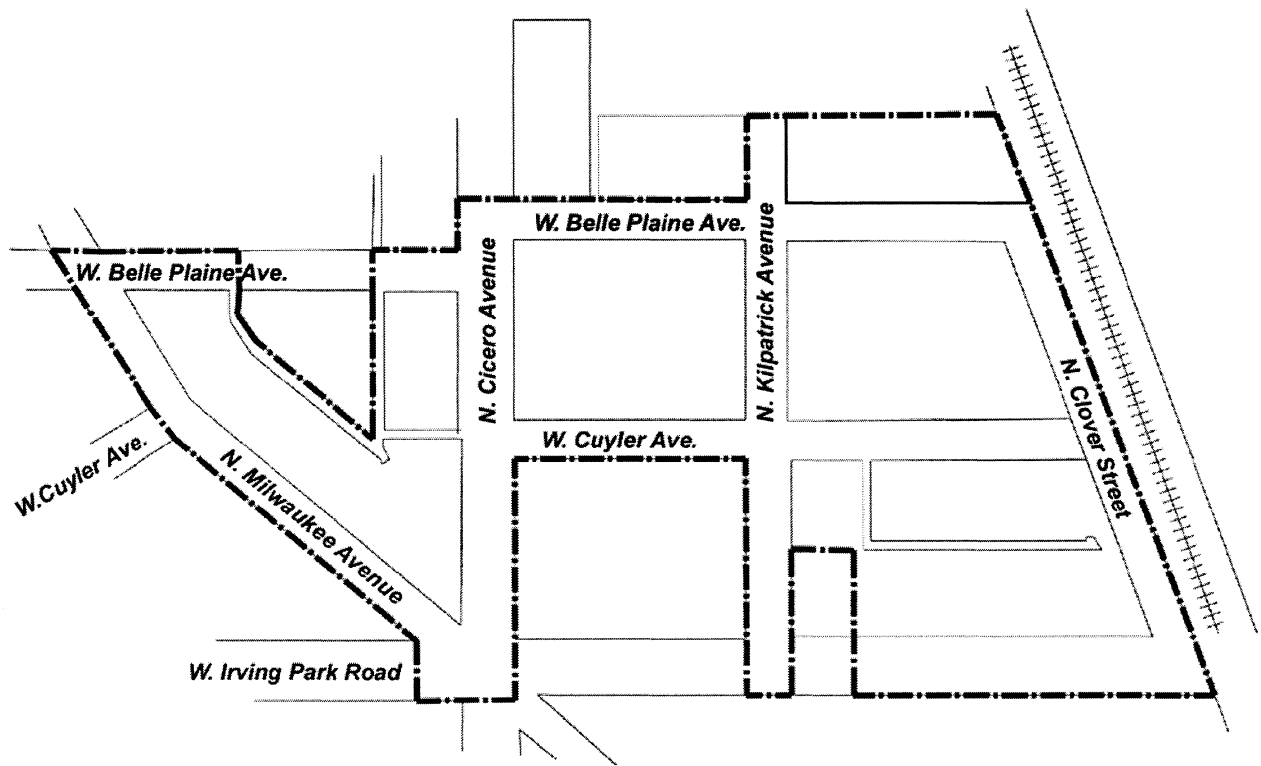 W. Belle Plaine Ave.
W. Belle Plaine Ave.
N. Cicero Avenue
N. Kilpatrick Avenue
W. Cuyler Ave.
N. Clover Street
W.Cuyler Ave.
N. Milwaukee Avenue
W. Irving Park Road